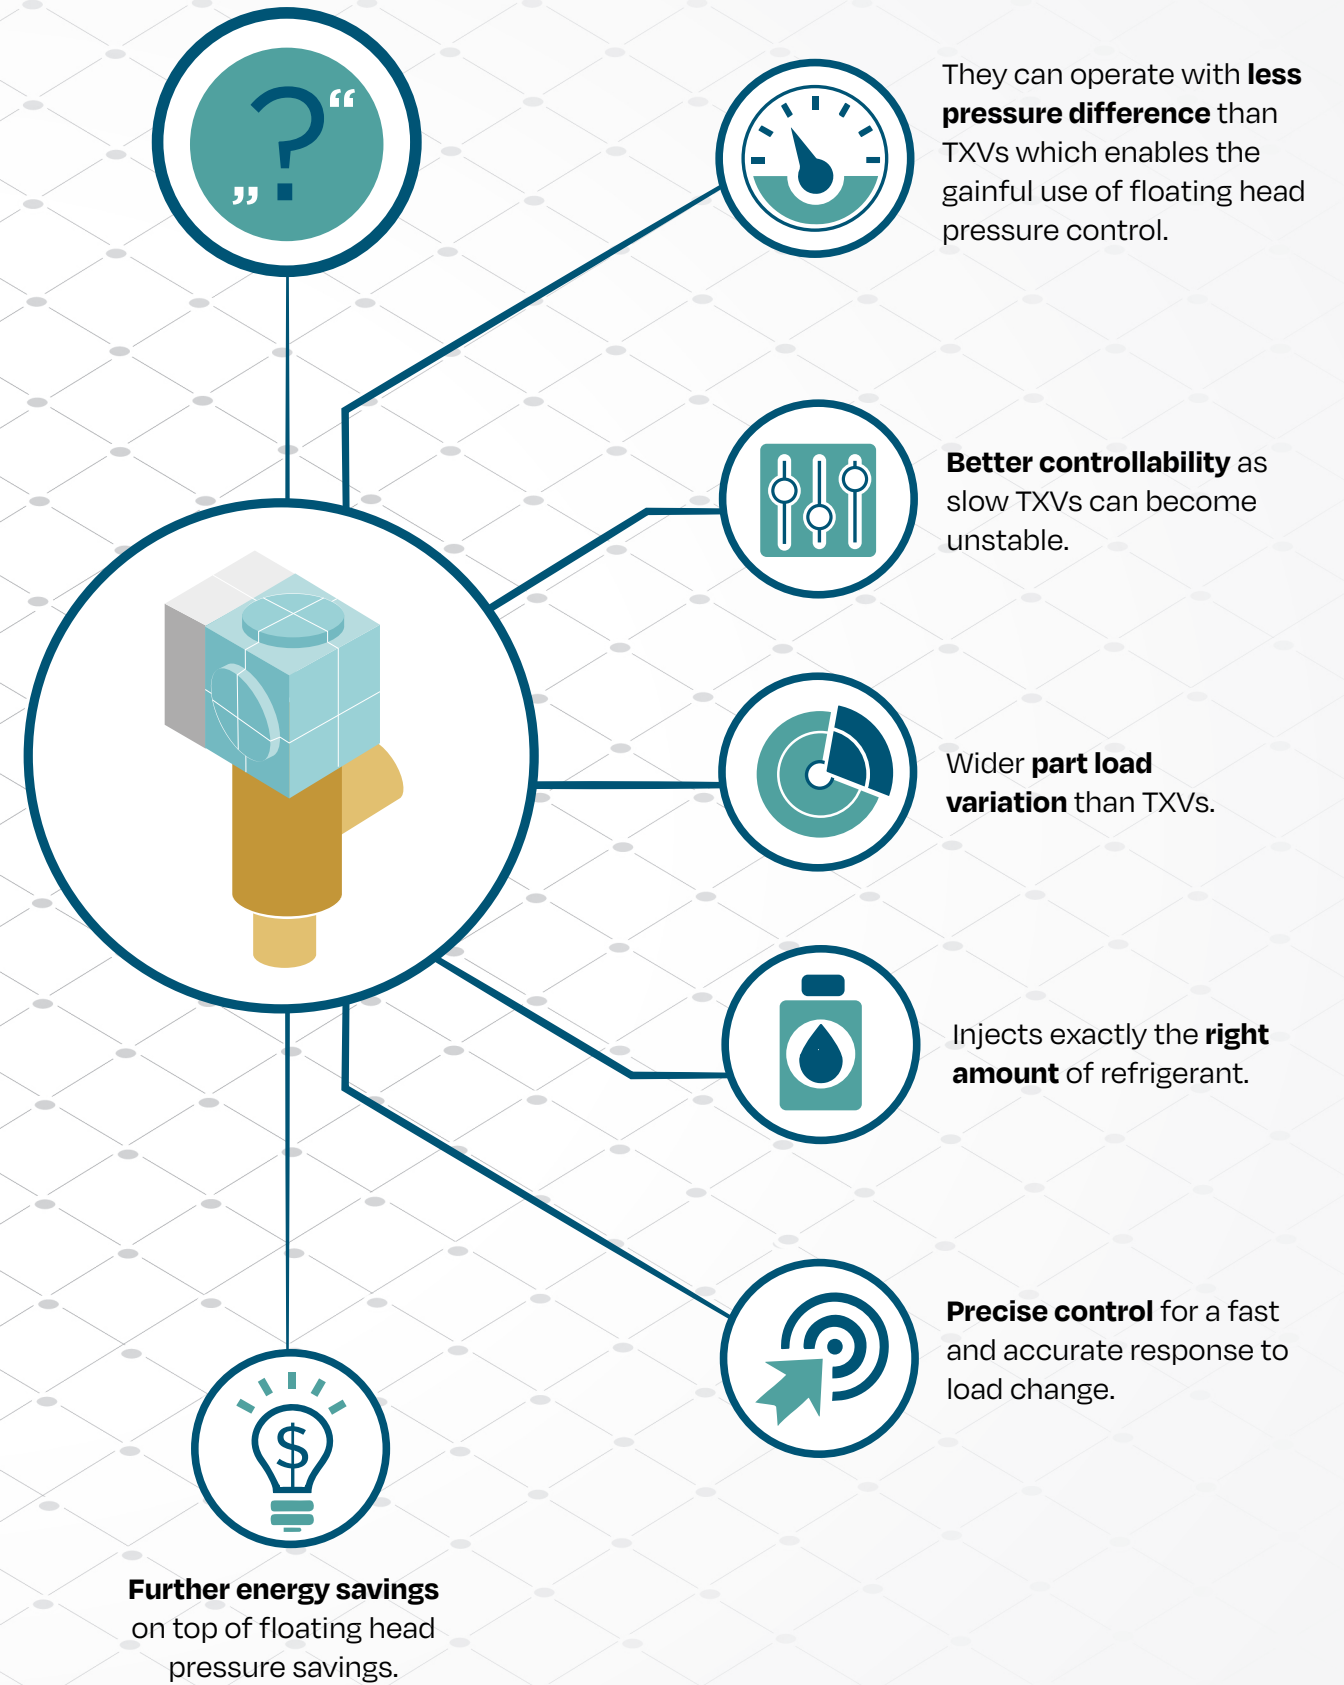 ?
“
”
They can operate with less
pressure difference than
TXVs which enables the
gainful use of floating head
pressure control.
Better controllability as
slow TXVs can become
unstable.
Wider part load
variation than TXVs.
Injects exactly the right
amount of refrigerant.
Precise control for a fast
and accurate response to
load change.
$
Further energy savings
on top of floating head
pressure savings.